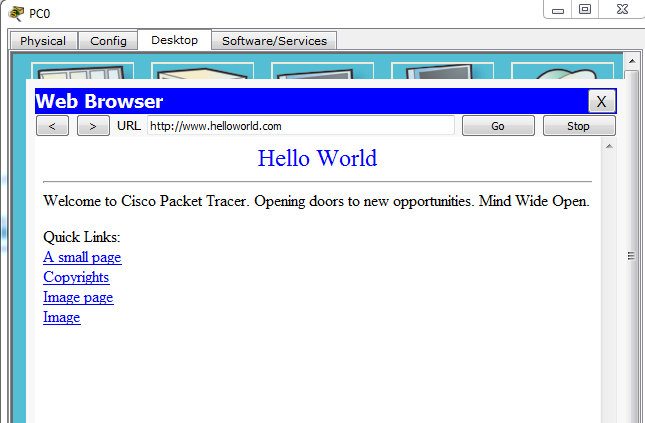 PC0
Physical Config Desktop Software/Services
Web Browser X
< > URL http://www.helloworld.com Go Stop
Hello World
Welcome to Cisco Packet Tracer. Opening doors to new opportunities. Mind Wide Open.
Quick Links:
A small page
Copyrights
Image page
Image